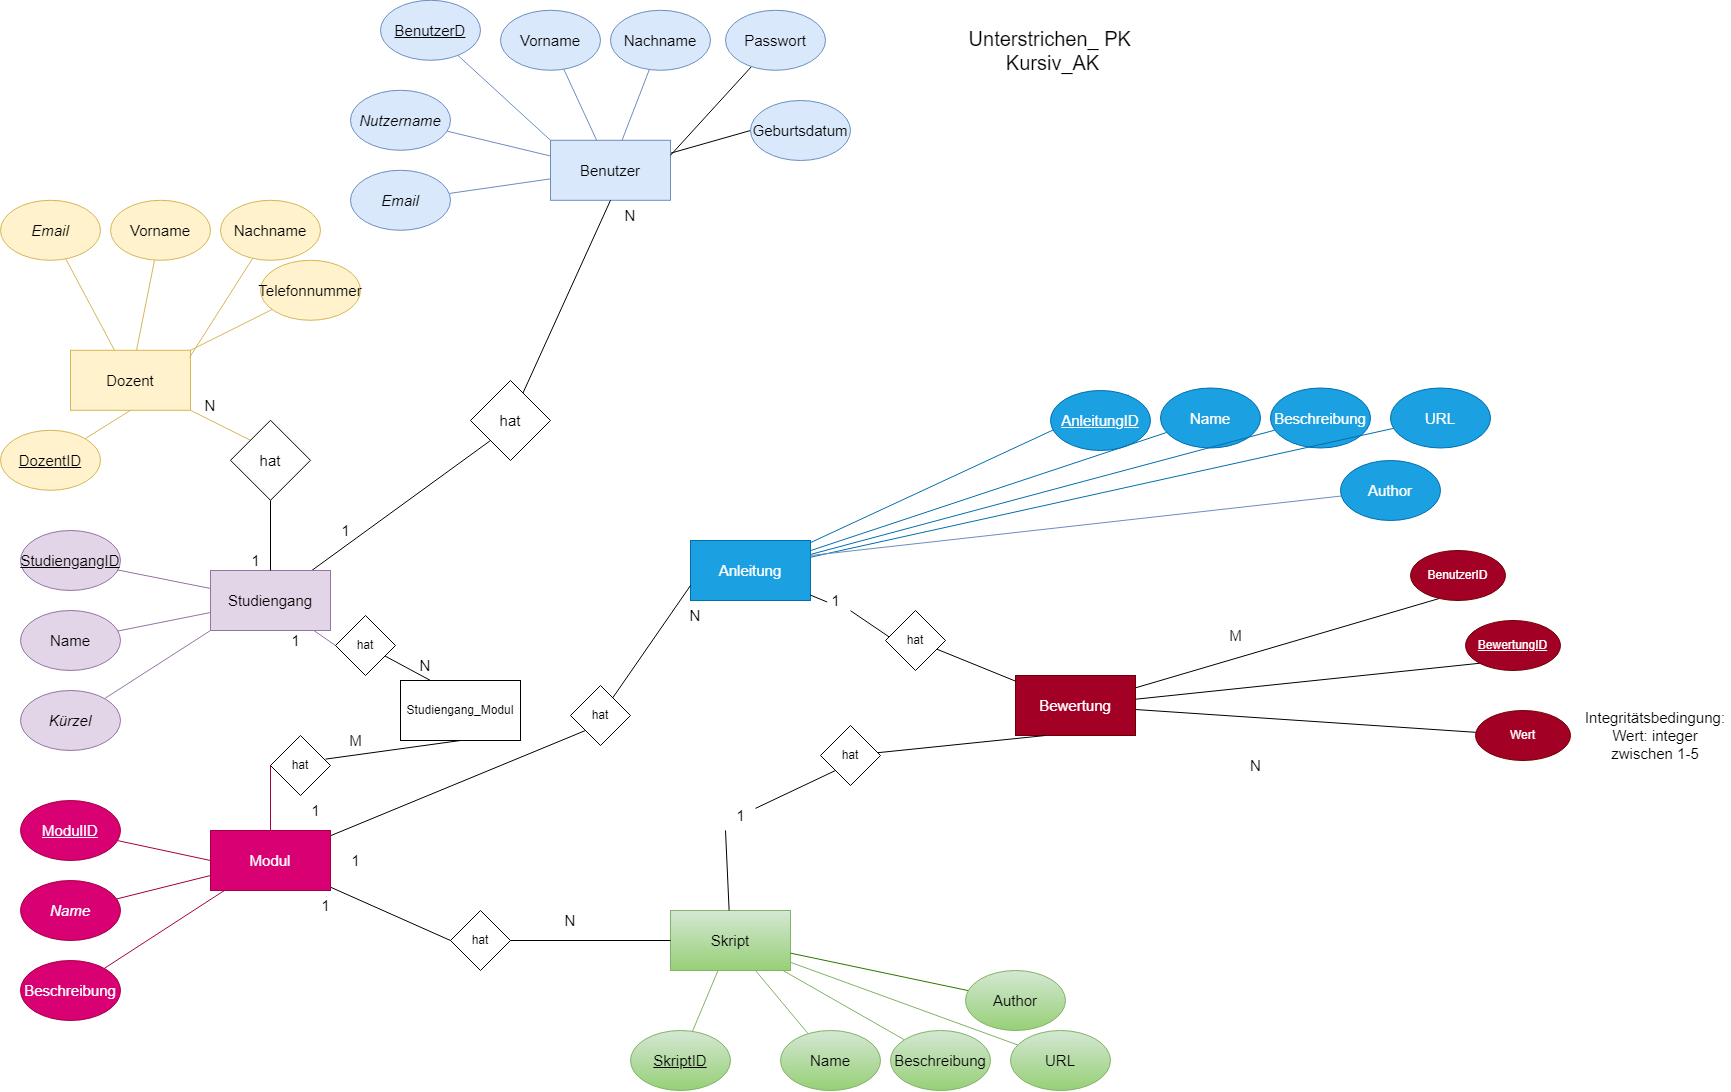 BenutzerD
Vorname
Nachname
Passwort
Unterstrichen_ PK
Kursiv_AK
Nutzername
Geburtsdatum
Benutzer
Email
N
Email
Vorname
Nachname
Telefonnummer
Dozent
N
hat
DozentID
hat
1
1
AnleitungID
Name
Beschreibung
URL
Author
StudiengangID
Studiengang
Name
Kürzel
1
hat
N
Studiengang_Modul
M
hat
Anleitung
N
1
hat
hat
BenutzerID
M
BewertungID
Bewertung
Wert
Integritätsbedingung:
Wert: integer
zwischen 1-5
N
hat
1
1
ModulID
Modul
1
Name
1
Beschreibung
hat
N
Skript
Author
SkriptID
Name
Beschreibung
URL